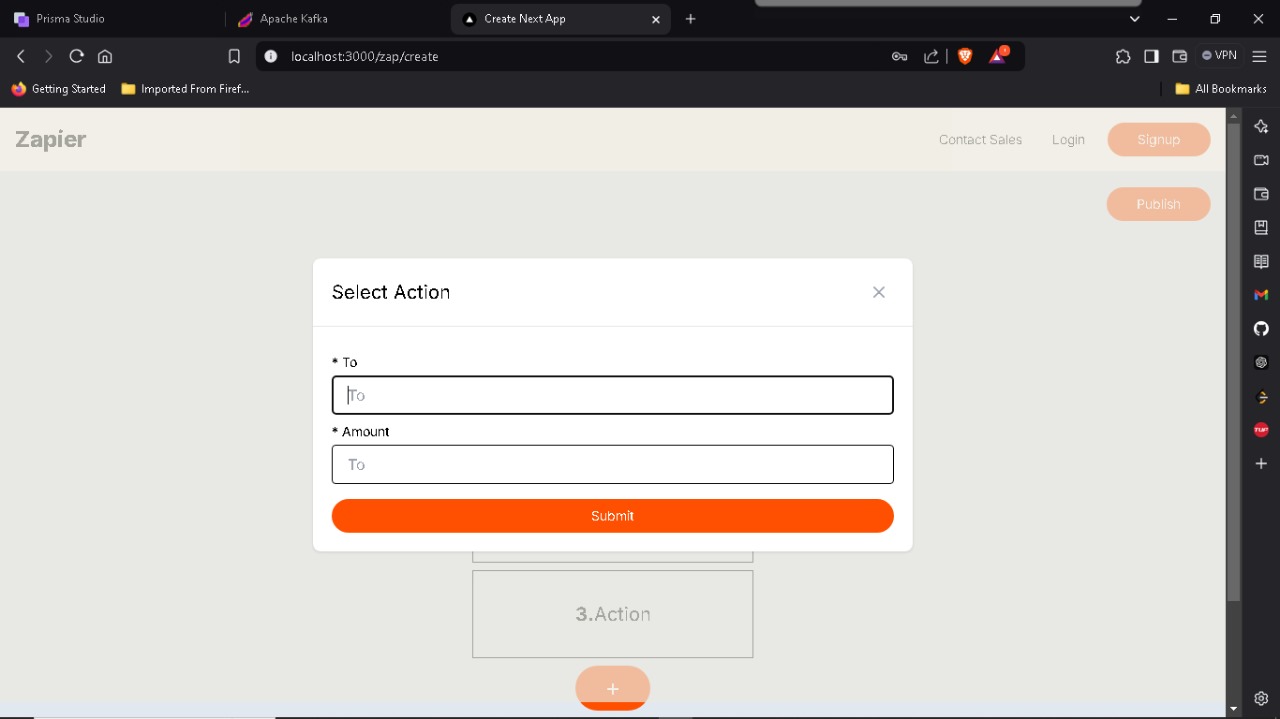 Prisma Studio
Apache Kafka
Create Next App
localhost:3000/zap/create
VPN
Getting Started
Imported From Firef...
All Bookmarks
Zapier
Contact Sales
Login
Signup
Publish
Select Action
* To
To
* Amount
To
Submit
3.Action
+